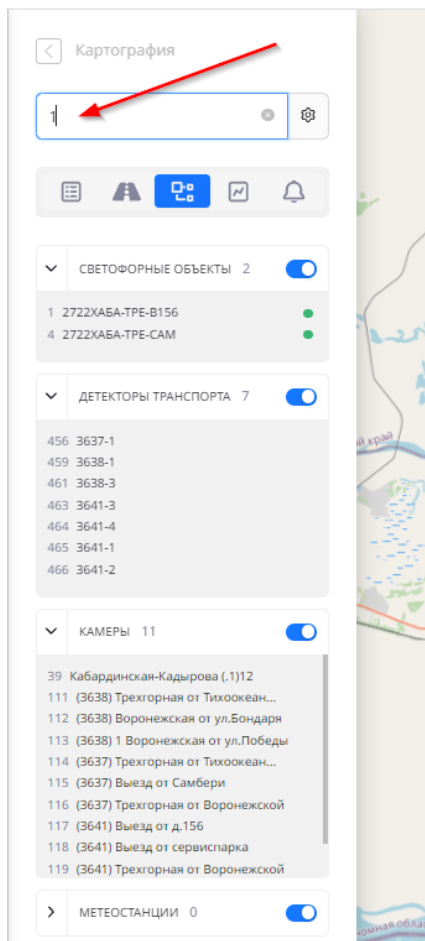 Картография
1
СВЕТОФОРНЫЕ ОБЪЕКТЫ 2
1 2722ХАБА-ТРЕ-В156
4 2722ХАБА-ТРЕ-САМ
ДЕТЕКТОРЫ ТРАНСПОРТА 7
456 3637-1
459 3638-1
461 3638-3
463 3641-3
464 3641-4
465 3641-1
466 3641-2
КАМЕРЫ 11
39 Кабардинская-Кадырова (.1)12
111 (3638) Трехгорная от Тихоокеан...
112 (3638) Воронежская от ул.Бондаря
113 (3638) 1 Воронежская от ул.Победы
114 (3637) Трехгорная от Тихоокеан...
115 (3637) Выезд от Самбери
116 (3637) Трехгорная от Воронежской
117 (3641) Выезд от д.156
118 (3641) Выезд от сервиспарка
119 (3641) Трехгорная от Воронежской
МЕТЕОСТАНЦИИ 0
й край
номная облас